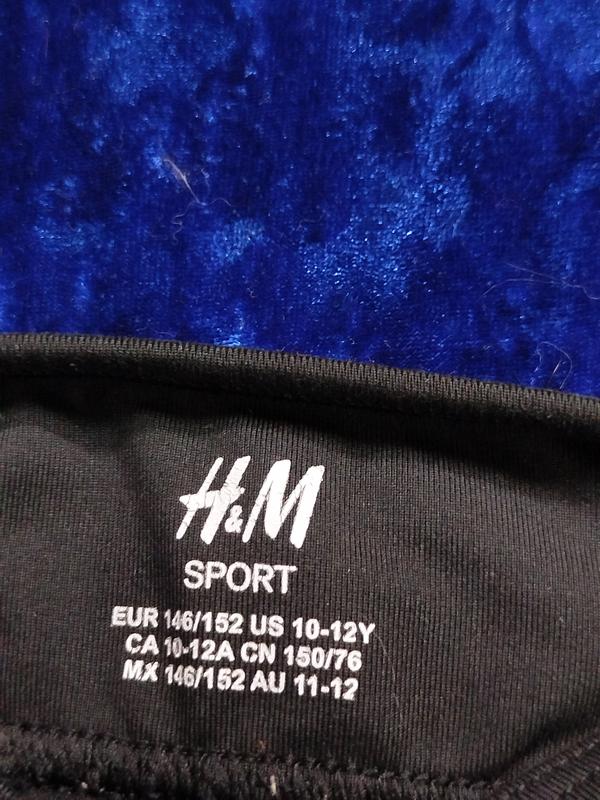 H&M
SPORT
EUR 146/152 US 10-12Y
CA 10-12A CN 150/76
MX 146/152 AU 11-12